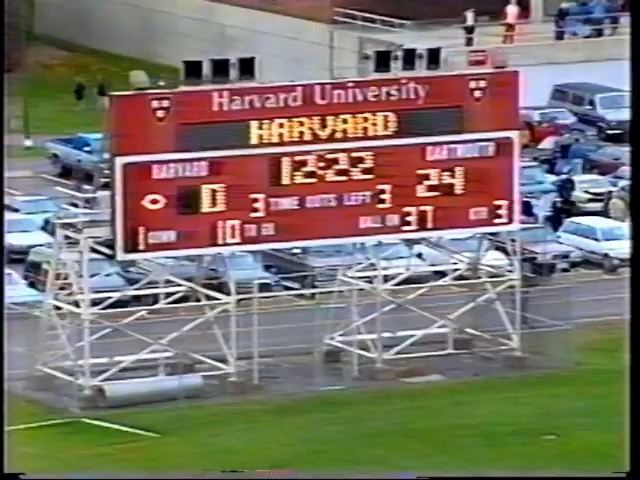 Harvard University
HARVARD
HARVARD 12:22 DARTMOUTH
0 3 TIME OUTS LEFT 3 24
1 DOWN 10 TO GO BALL ON 37 QTR 3